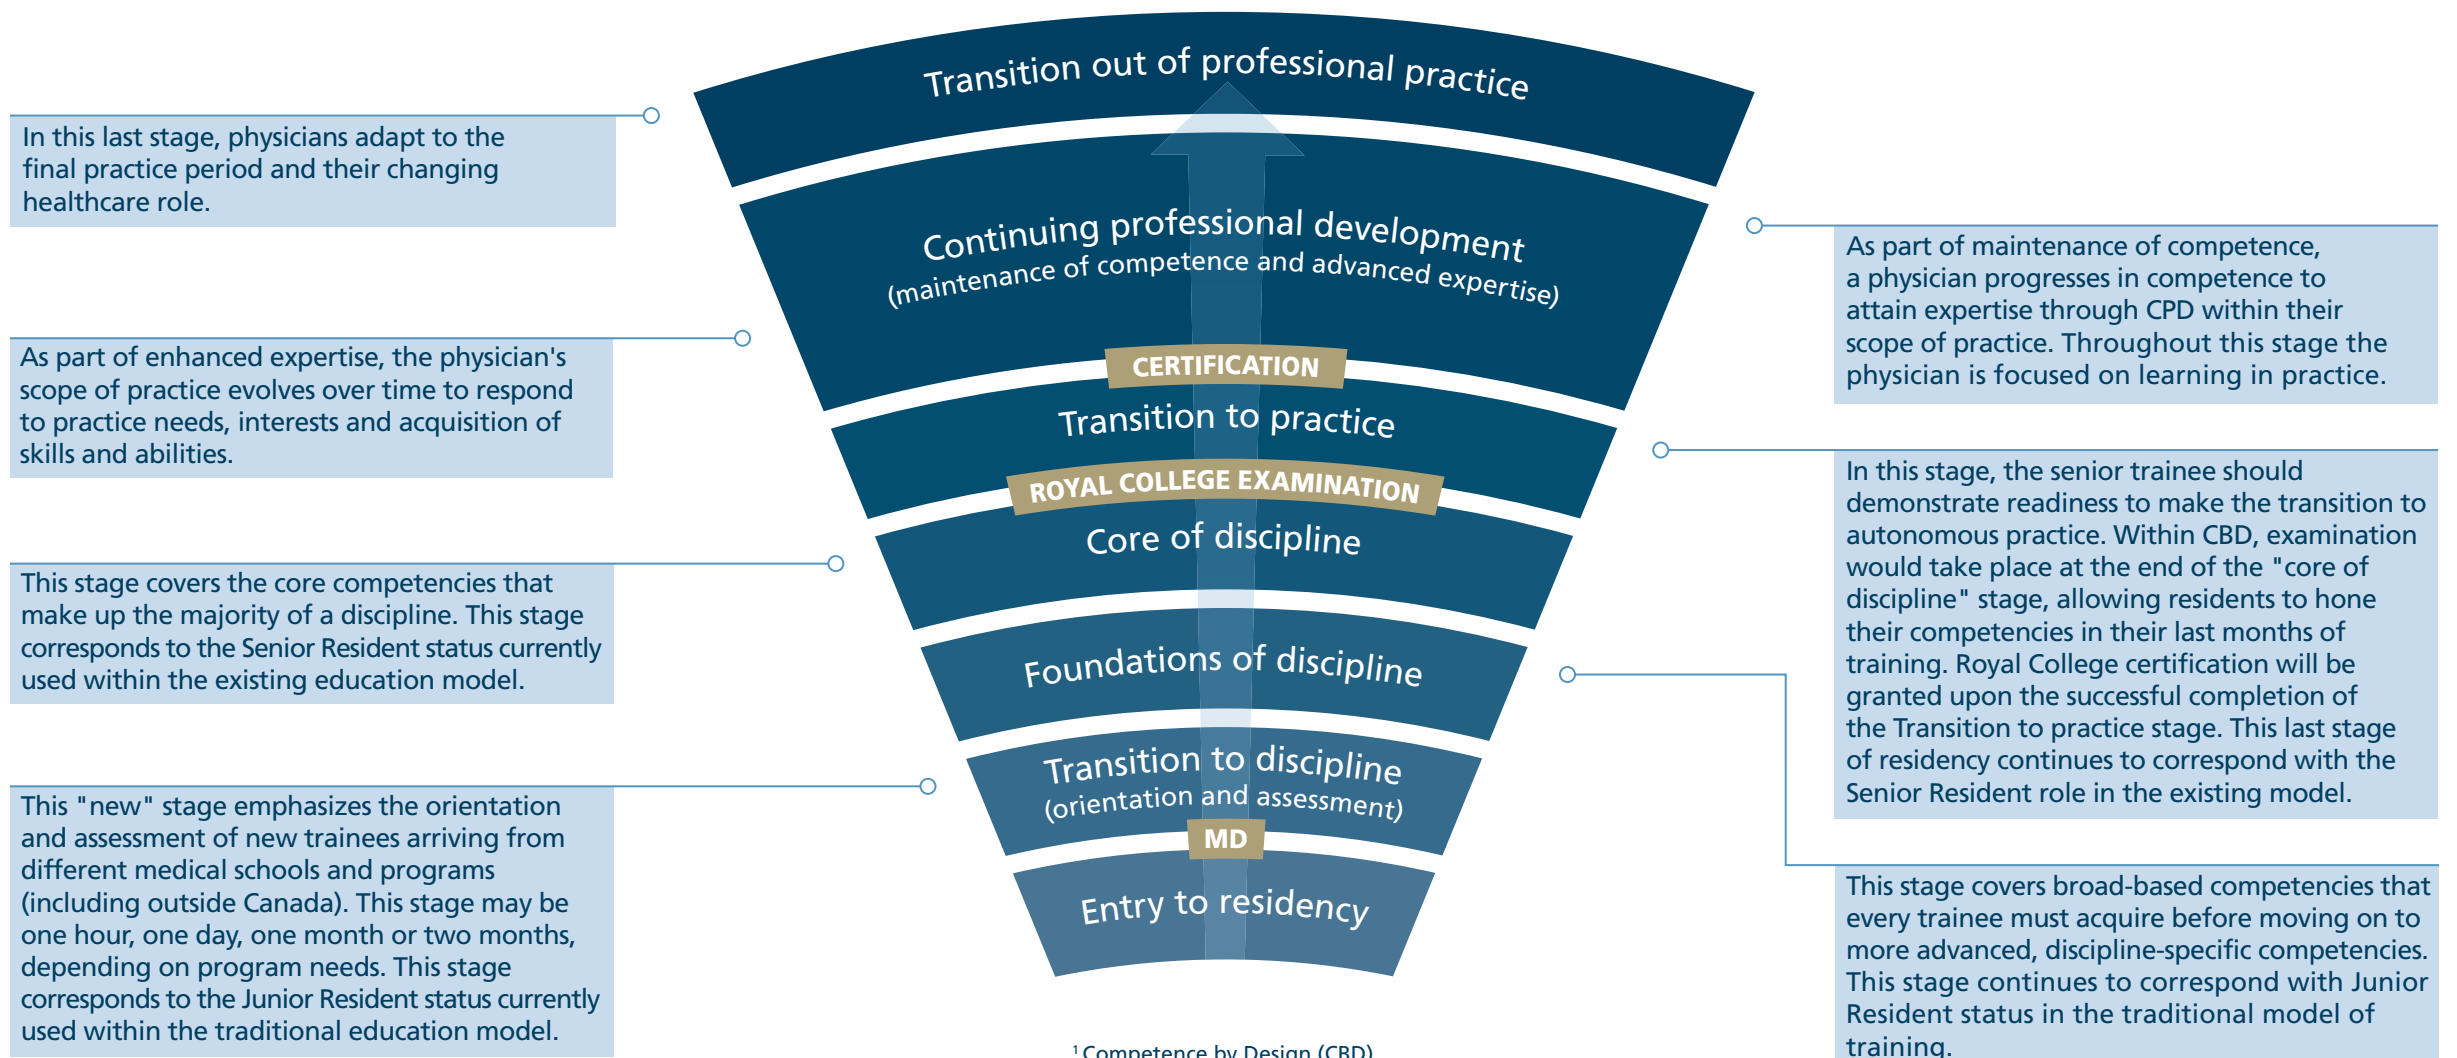 Transition out of professional practice
In this last stage, physicians adapt to the
final practice period and their changing
healthcare role.
Continuing professional development
(maintenance of competence and advanced expertise)
As part of maintenance of competence,
a physician progresses in competence to
attain expertise through CPD within their
scope of practice. Throughout this stage the
physician is focused on learning in practice.
As part of enhanced expertise, the physician's
scope of practice evolves over time to respond
to practice needs, interests and acquisition of
skills and abilities.
CERTIFICATION
Transition to practice
In this stage, the senior trainee should
demonstrate readiness to make the transition to
autonomous practice. Within CBD, examination
would take place at the end of the "core of
discipline" stage, allowing residents to hone
their competencies in their last months of
training. Royal College certification will be
granted upon the successful completion of
the Transition to practice stage. This last stage
of residency continues to correspond with the
Senior Resident role in the existing model.
ROYAL COLLEGE EXAMINATION
Core of discipline
This stage covers the core competencies that
make up the majority of a discipline. This stage
corresponds to the Senior Resident status currently
used within the existing education model.
Foundations of discipline
This stage covers broad-based competencies that
every trainee must acquire before moving on to
more advanced, discipline-specific competencies.
This stage continues to correspond with Junior
Resident status in the traditional model of
training.
Transition to discipline
(orientation and assessment)
This "new" stage emphasizes the orientation
and assessment of new trainees arriving from
different medical schools and programs
(including outside Canada). This stage may be
one hour, one day, one month or two months,
depending on program needs. This stage
corresponds to the Junior Resident status currently
used within the traditional education model.
MD
Entry to residency
¹ Competence by Design (CBD)